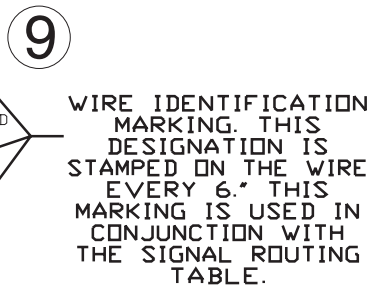 9
D
WIRE IDENTIFICATION
MARKING. THIS
DESIGNATION IS
STAMPED ON THE WIRE
EVERY 6." THIS
MARKING IS USED IN
CONJUNCTION WITH
THE SIGNAL ROUTING
TABLE.